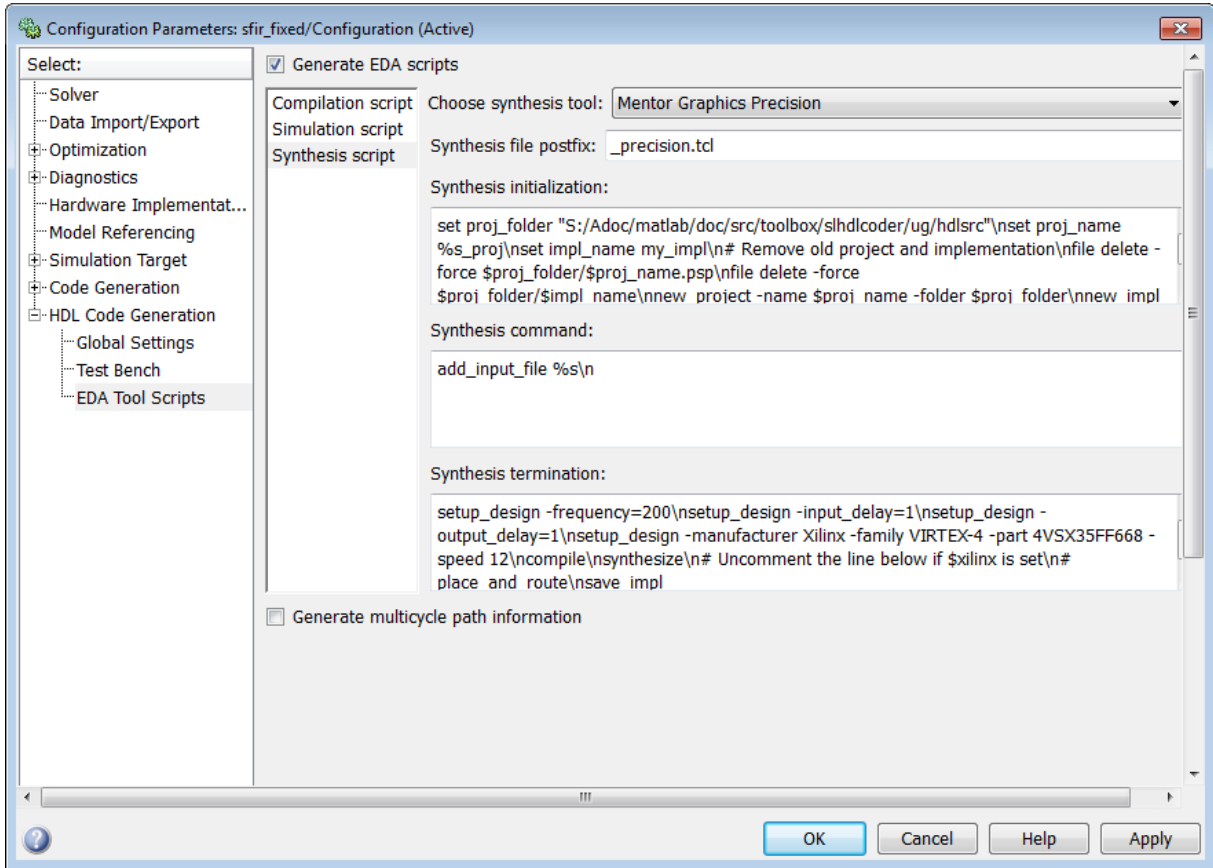 Configuration Parameters: sfir_fixed/Configuration (Active)
Select:
Solver
Data Import/Export
Optimization
Diagnostics
Hardware Implementat...
Model Referencing
Simulation Target
Code Generation
HDL Code Generation
Global Settings
Test Bench
EDA Tool Scripts
Generate EDA scripts
Compilation script
Simulation script
Synthesis script
Choose synthesis tool: Mentor Graphics Precision
Synthesis file postfix: _precision.tcl
Synthesis initialization:
set proj_folder "S:/Adoc/matlab/doc/src/toolbox/slhdlcoder/ug/hdlsrc"\nset proj_name
%s_proj\nset impl_name my_impl\n# Remove old project and implementation\nfile delete -
force $proj_folder/$proj_name.psp\nfile delete -force
$proj_folder/$impl_name\nnew_project -name $proj_name -folder $proj_folder\nnew_impl
Synthesis command:
add_input_file %s\n
Synthesis termination:
setup_design -frequency=200\nsetup_design -input_delay=1\nsetup_design -
output_delay=1\nsetup_design -manufacturer Xilinx -family VIRTEX-4 -part 4VSX35FF668 -
speed 12\ncompile\nsynthesize\n# Uncomment the line below if $xilinx is set\n#
place_and_route\nsave_impl
Generate multicycle path information
OK
Cancel
Help
Apply